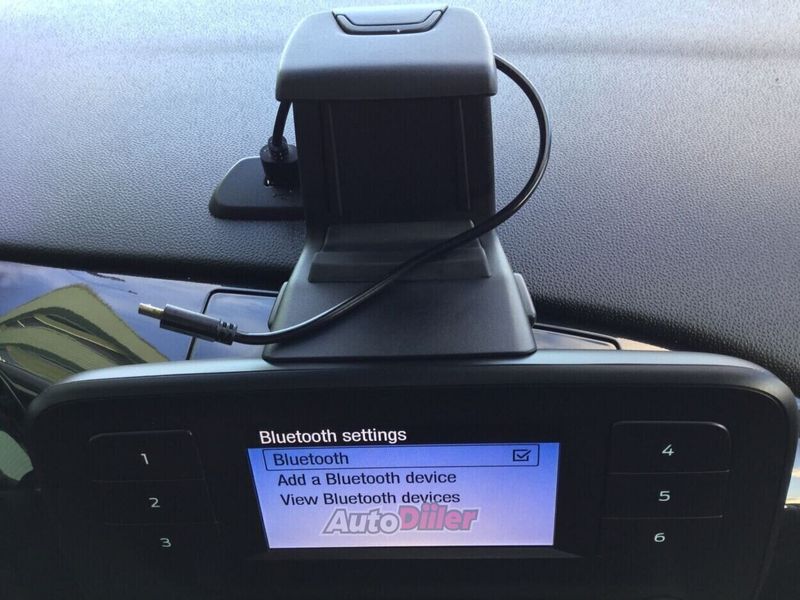 Bluetooth settings
Bluetooth
Add a Bluetooth device
View Bluetooth devices
AutoDiiler
1
2
3
4
5
6